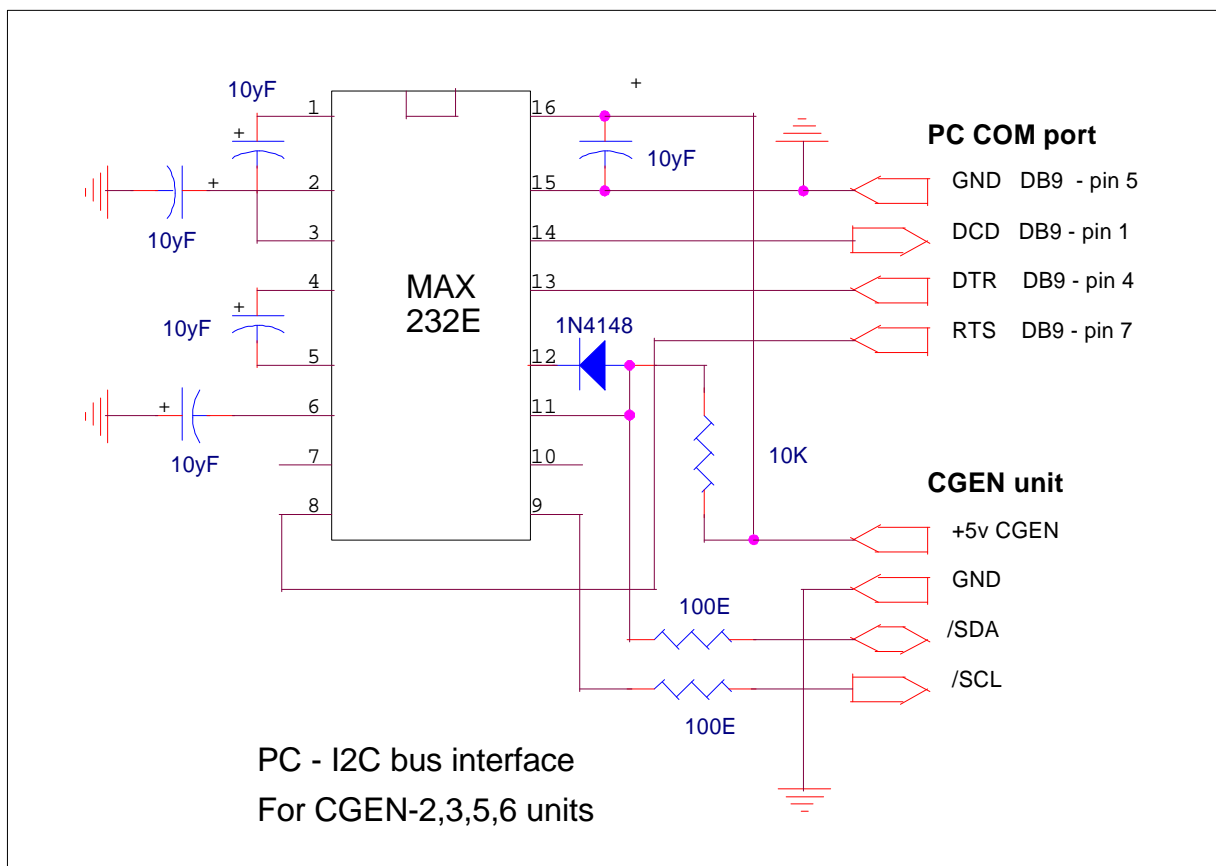 10yF
+
1
16
PC COM port
+
10yF
GND DB9 - pin 5
+
2
15
10yF
3
14
DCD DB9 - pin 1
4
13
DTR DB9 - pin 4
MAX
232E
+
10yF
1N4148
RTS DB9 - pin 7
5
12
+
6
11
10yF
7
10
10K
CGEN unit
8
9
+5v CGEN
GND
100E
/SDA
/SCL
100E
PC - I2C bus interface
For CGEN-2,3,5,6 units